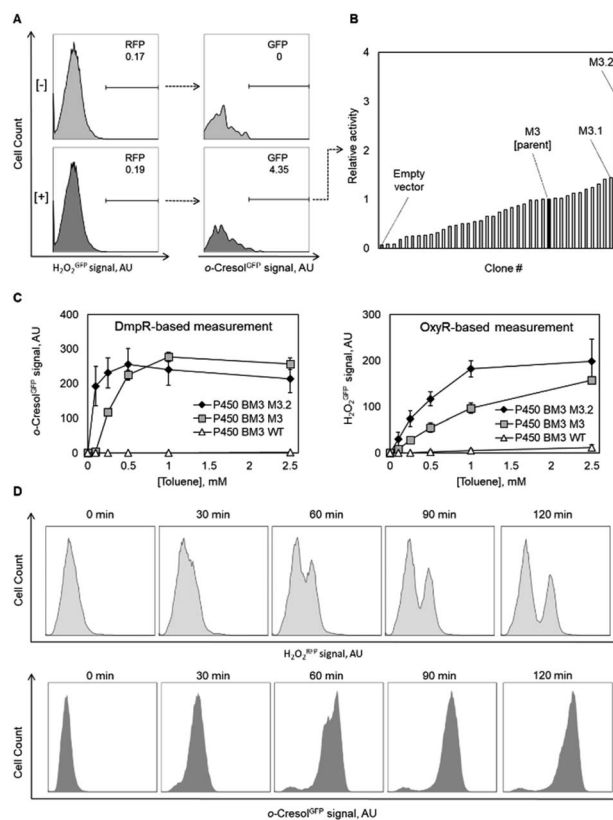 A
[-]
[+]
Cell Count
RFP
0.17
GFP
0
RFP
0.19
GFP
4.35
H2O2GFP signal, AU
o-CresolGFP signal, AU
B
Relative activity
4
3
2
1
0
Empty vector
M3 [parent]
M3.1
M3.2
Clone #
C
o-CresolGFP signal, AU
400
300
200
100
0
DmpR-based measurement
P450 BM3 M3.2
P450 BM3 M3
P450 BM3 WT
0.0 0.5 1.0 1.5 2.0 2.5
[Toluene], mM
H2O2GFP signal, AU
300
200
100
0
OxyR-based measurement
P450 BM3 M3.2
P450 BM3 M3
P450 BM3 WT
0.0 0.5 1.0 1.5 2.0 2.5
[Toluene], mM
D
Cell Count
0 min 30 min 60 min 90 min 120 min
H2O2RFP signal, AU
Cell Count
0 min 30 min 60 min 90 min 120 min
o-CresolGFP signal, AU